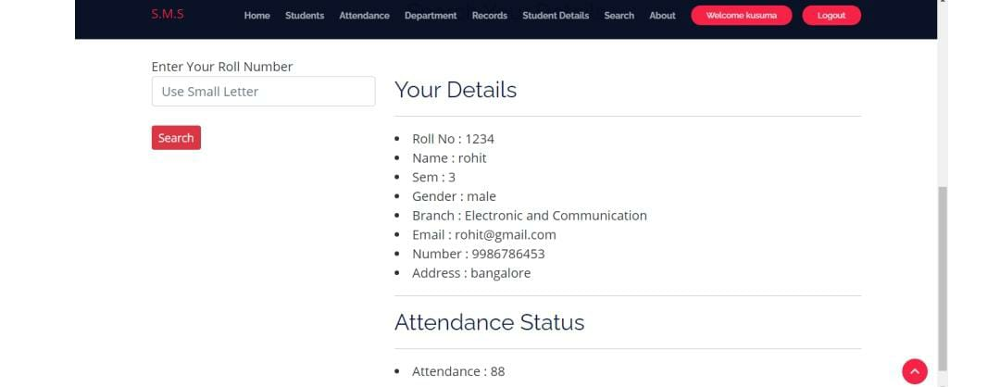 S.M.S
Home Students Attendance Department Records Student Details Search About Welcome kusuma Logout
Enter Your Roll Number
Use Small Letter
Search
Your Details
• Roll No : 1234
• Name : rohit
• Sem : 3
• Gender : male
• Branch : Electronic and Communication
• Email : rohit@gmail.com
• Number : 9986786453
• Address : bangalore
Attendance Status
• Attendance : 88